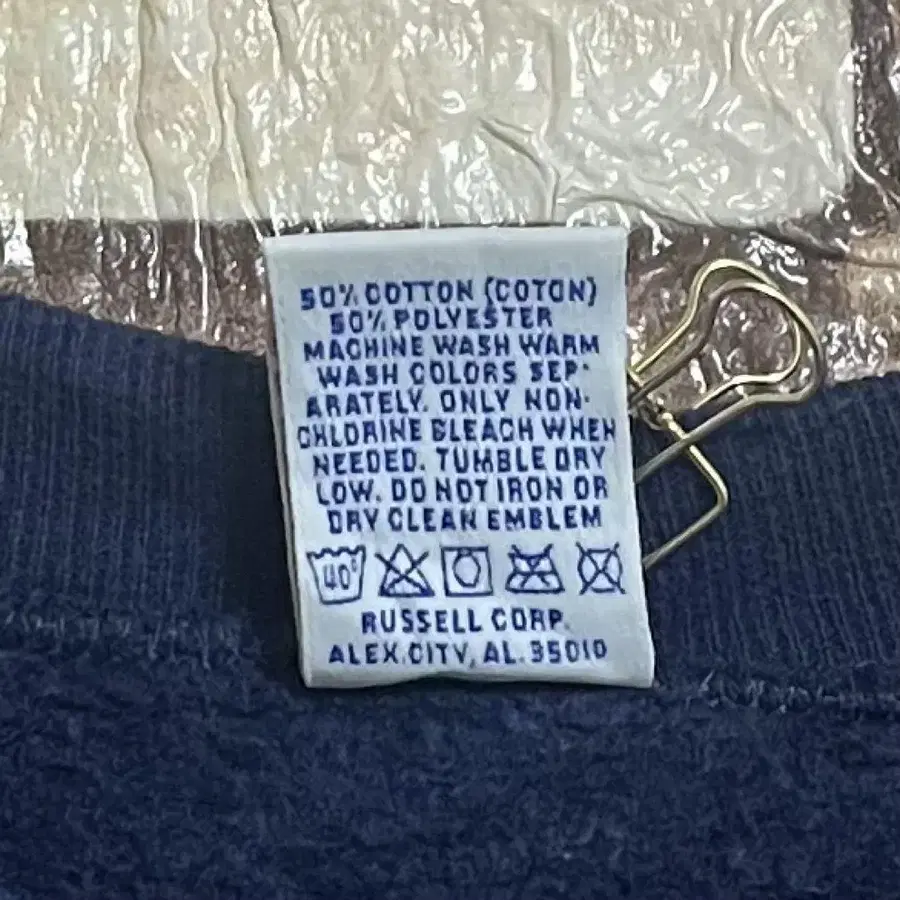 50% COTTON (COTON)
50% POLYESTER
MACHINE WASH WARM
WASH COLORS SEP-
ARATELY. ONLY NON-
CHLORINE BLEACH WHEN
NEEDED. TUMBLE DRY
LOW. DO NOT IRON OR
DRY CLEAN EMBLEM
40°
RUSSELL CORP.
ALEX.CITY, AL. 35010